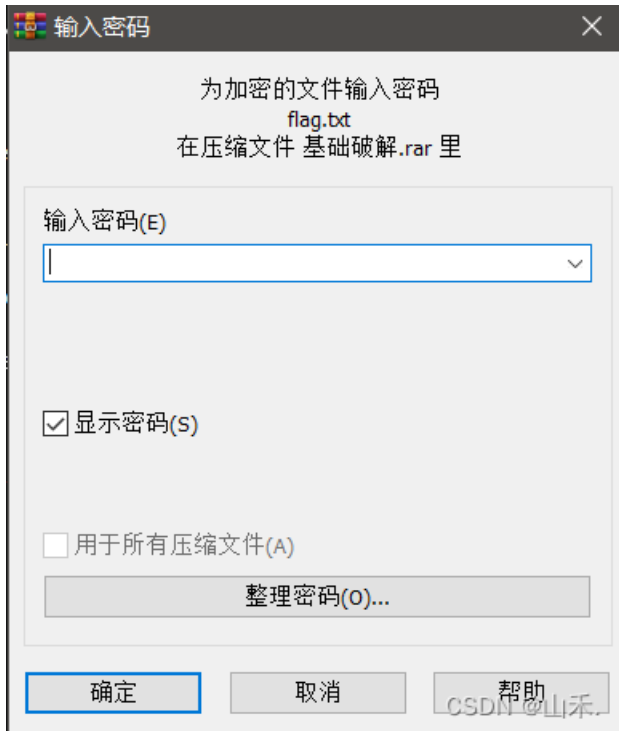 输入密码
为加密的文件输入密码
flag.txt
在压缩文件 基础破解.rar 里
输入密码(E)
显示密码(S)
用于所有压缩文件(A)
整理密码(O)...
确定
取消
帮助
CSDN @山禾.